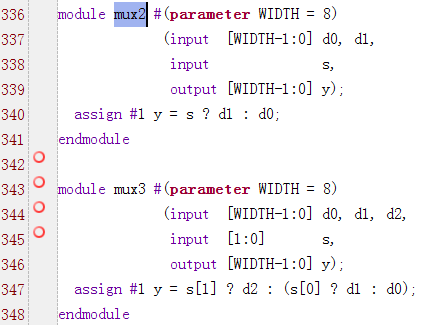 336 module mux2 #(parameter WIDTH = 8)
337 (input [WIDTH-1:0] d0, d1,
338 input s,
339 output [WIDTH-1:0] y);
340 assign #1 y = s ? d1 : d0;
341 endmodule
342
343 module mux3 #(parameter WIDTH = 8)
344 (input [WIDTH-1:0] d0, d1, d2,
345 input [1:0] s,
346 output [WIDTH-1:0] y);
347 assign #1 y = s[1] ? d2 : (s[0] ? d1 : d0);
348 endmodule